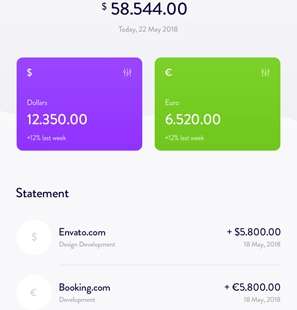 $ 58.544.00
Today, 22 May 2018
$
Dollars
12.350.00
+12% last week
€
Euro
6.520.00
+12% last week
Statement
$
Envato.com
+ $5.800.00
Design Development
18 May, 2018
€
Booking.com
+ €5.800.00
Development
18 May, 2018